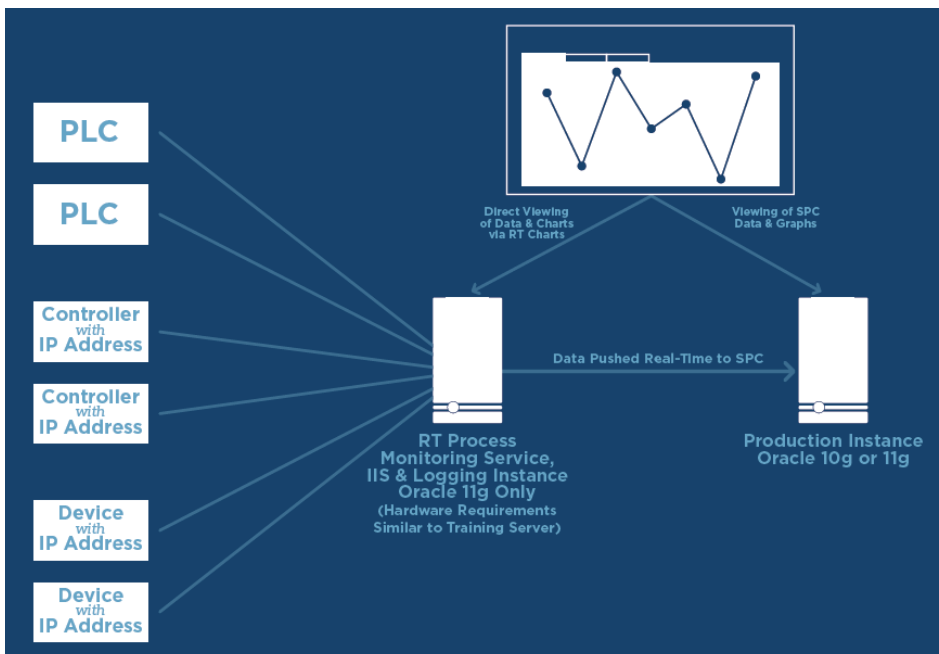 PLC
PLC
Controller
with
IP Address
Controller
with
IP Address
Device
with
IP Address
Device
with
IP Address
Direct Viewing
of Data & Charts
via RT Charts
Viewing of SPC
Data & Graphs
Data Pushed Real-Time to SPC
RT Process
Monitoring Service,
IIS & Logging Instance
Oracle 11g Only
(Hardware Requirements
Similar to Training Server)
Production Instance
Oracle 10g or 11g